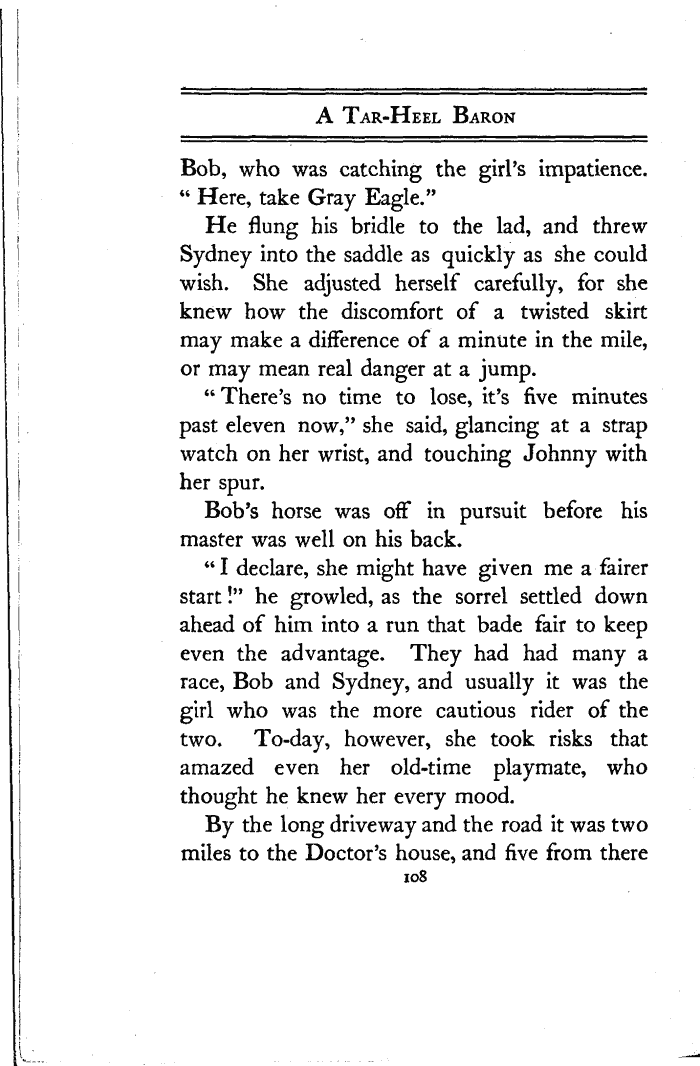 A Tar-Heel Baron
Bob, who was catching the girl's impatience.
" Here, take Gray Eagle."
He flung his bridle to the lad, and threw
Sydney into the saddle as quickly as she could
wish. She adjusted herself carefully, for she
knew how the discomfort of a twisted skirt
may make a difference of a minute in the mile,
or may mean real danger at a jump.
" There's no time to lose, it's five minutes
past eleven now," she said, glancing at a strap
watch on her wrist, and touching Johnny with
her spur.
Bob's horse was off in pursuit before his
master was well on his back.
" I declare, she might have given me a fairer
start !" he growled, as the sorrel settled down
ahead of him into a run that bade fair to keep
even the advantage. They had had many a
race, Bob and Sydney, and usually it was the
girl who was the more cautious rider of the
two. To-day, however, she took risks that
amazed even her old-time playmate, who
thought he knew her every mood.
By the long driveway and the road it was two
miles to the Doctor's house, and five from there
108